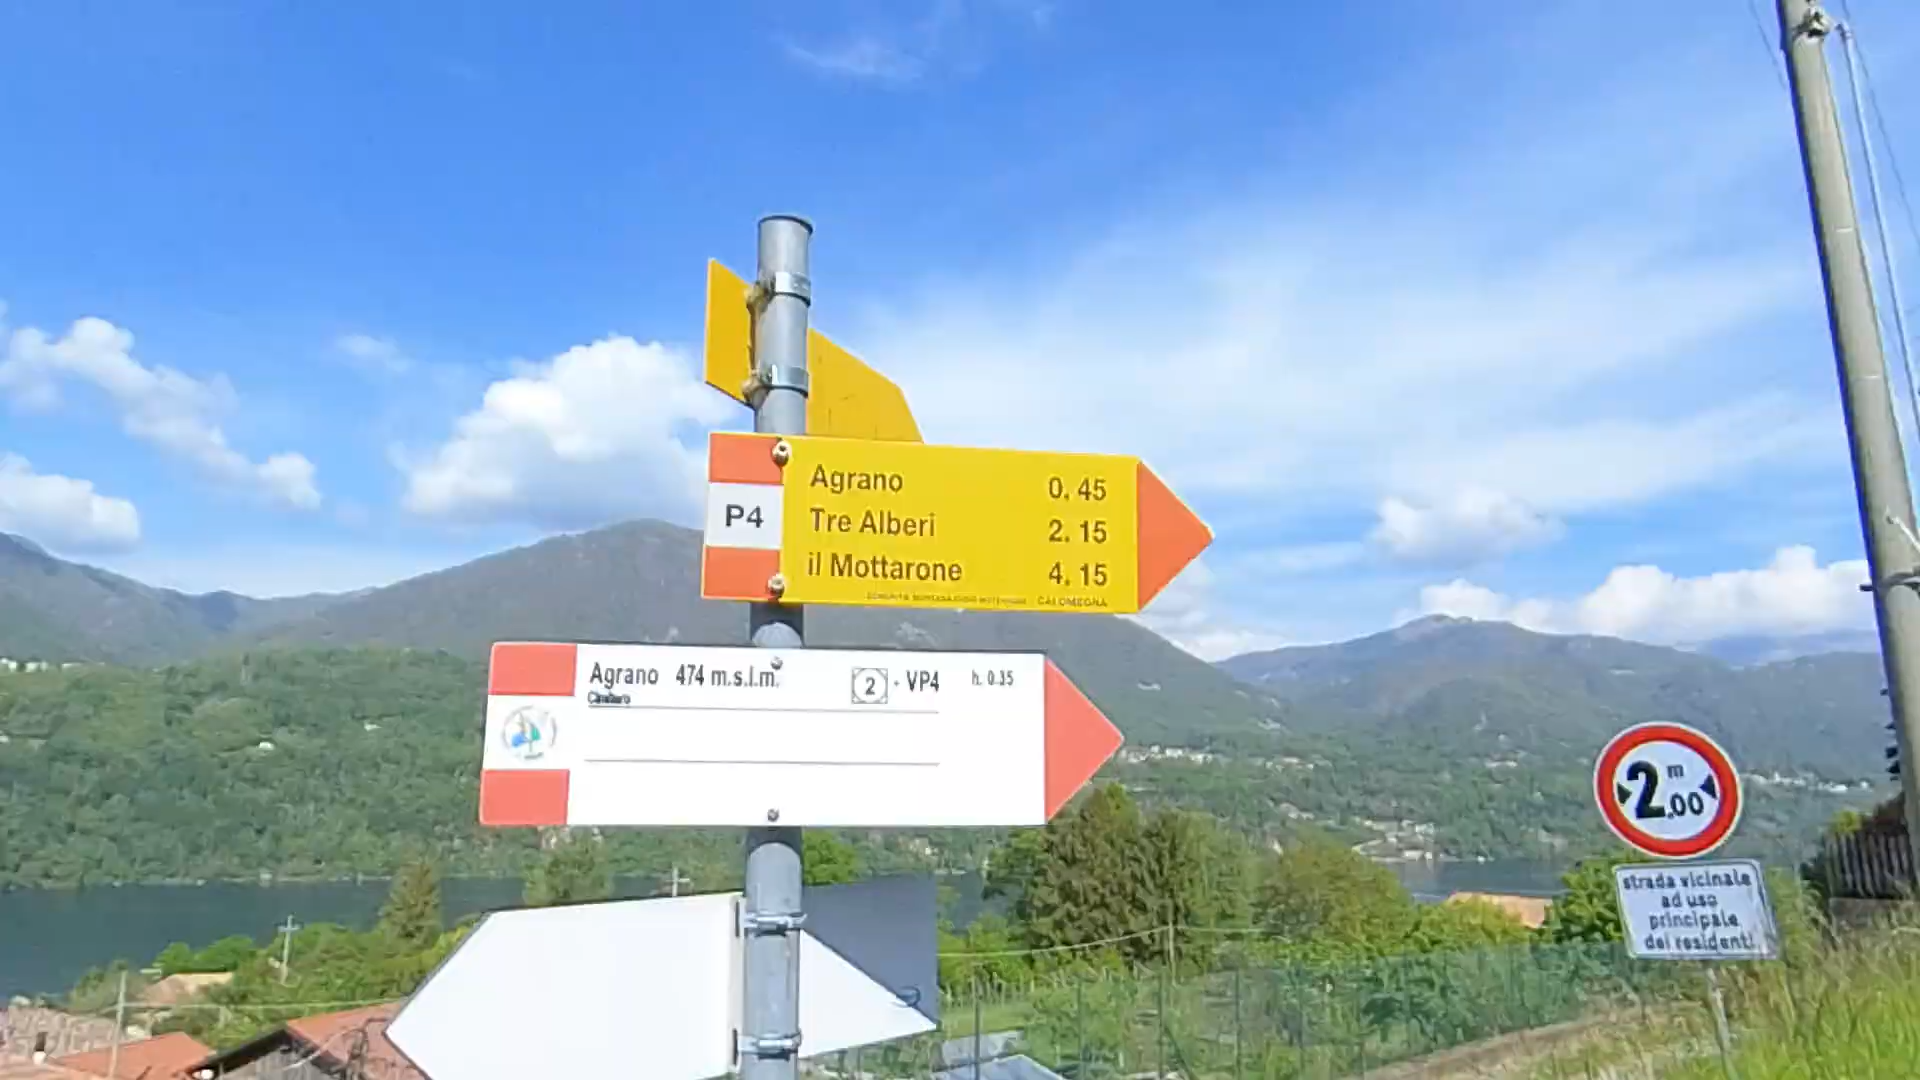 P4
Agrano 0.45
Tre Alberi 2.15
il Mottarone 4.15
CAI OMEGNA
Agrano 474 m.s.l.m. 2 - VP4 h. 0.35
2.00 m
strada vicinale
ad uso
principale
dei residenti